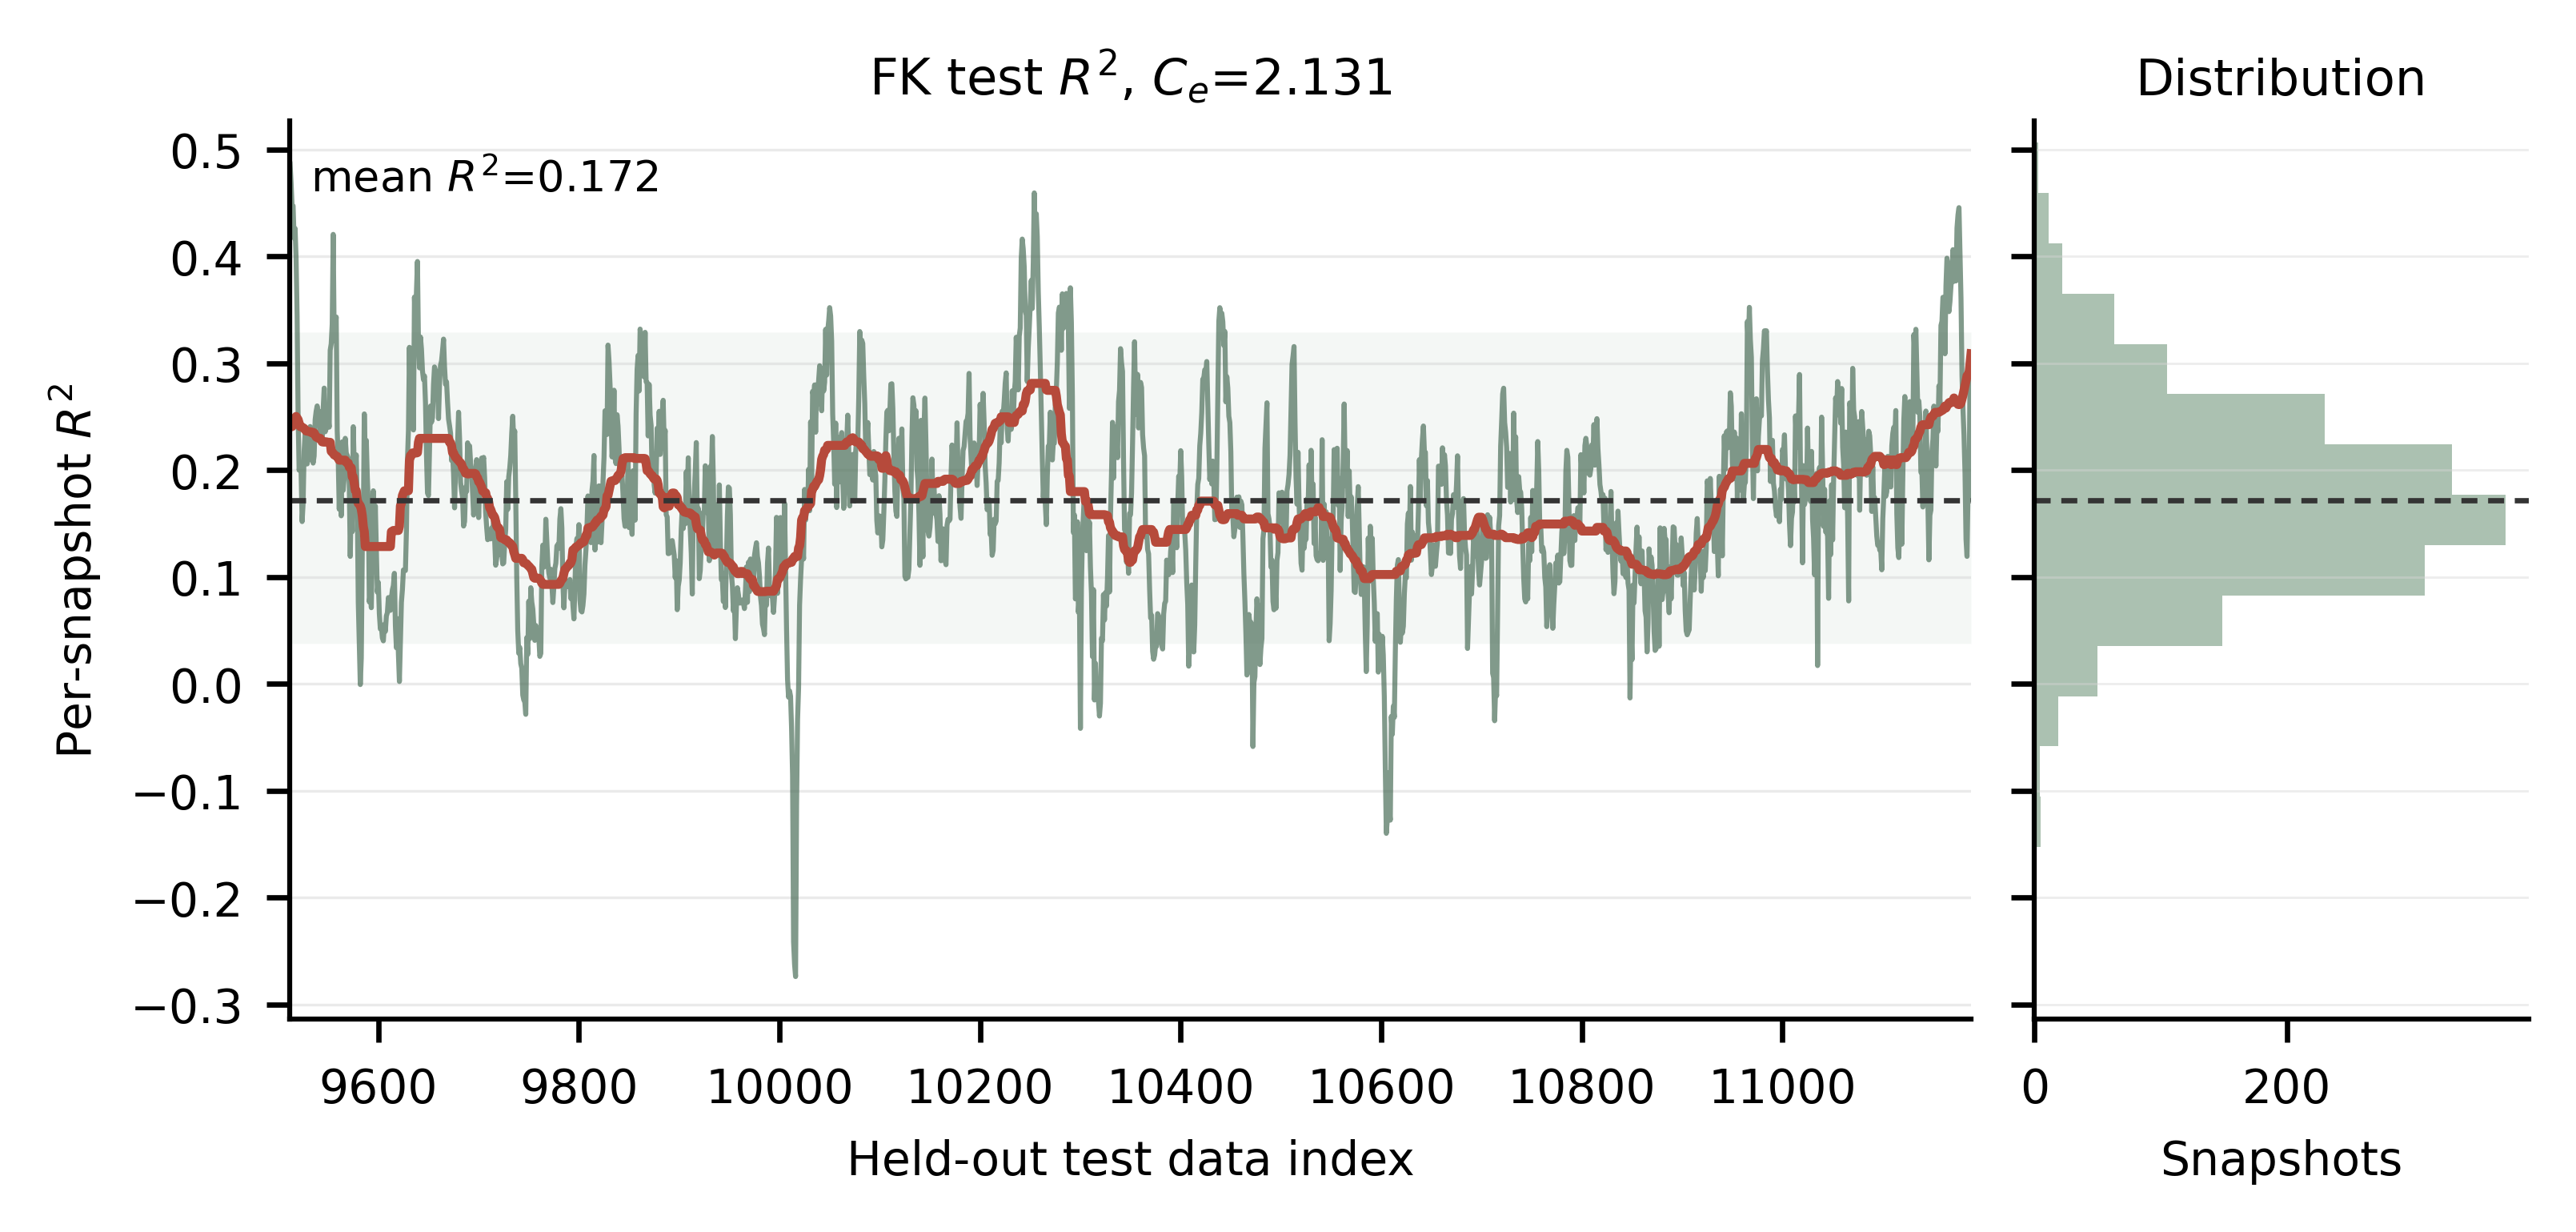 FK test R², Cₑ=2.131
Distribution
mean R²=0.172
Per-snapshot R²
0.5
0.4
0.3
0.2
0.1
0.0
−0.1
−0.2
−0.3
9600 9800 10000 10200 10400 10600 10800 11000
0 200
Held-out test data index
Snapshots